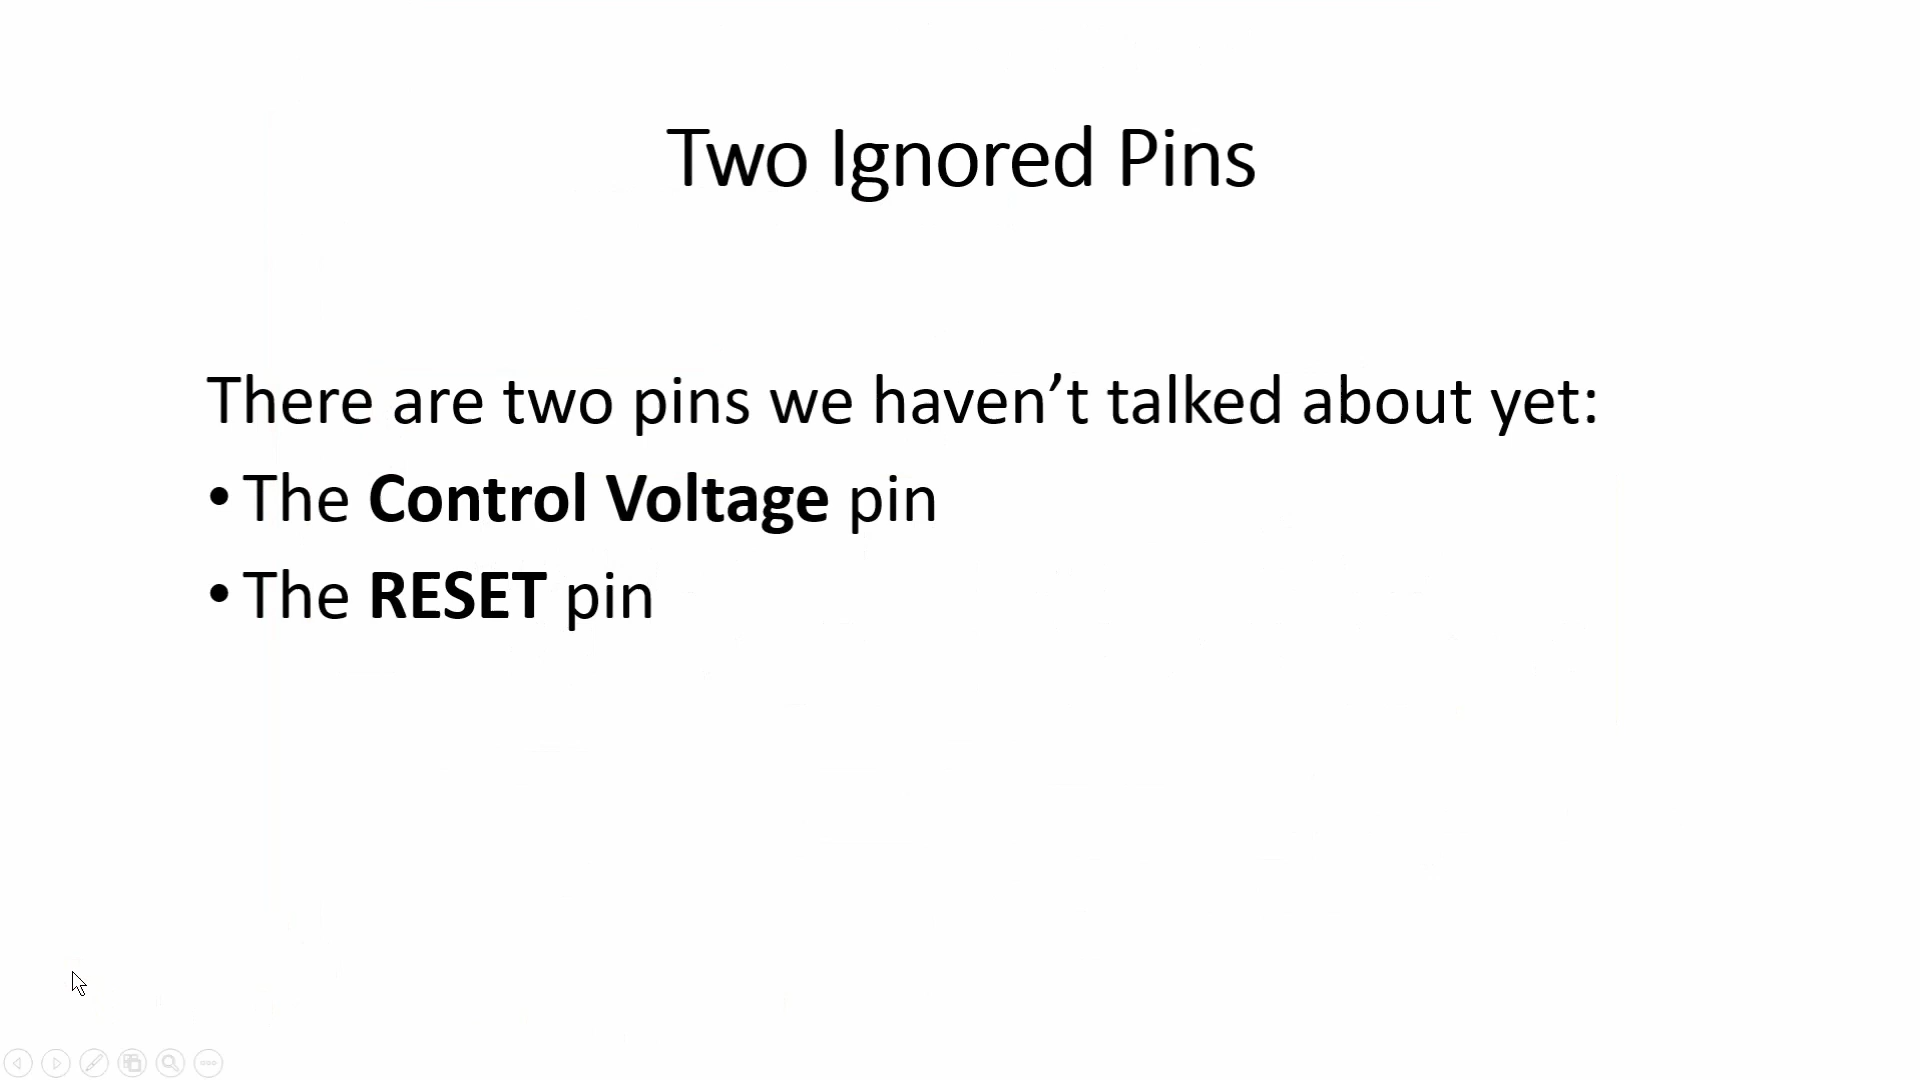 Two Ignored Pins
There are two pins we haven’t talked about yet:
• The Control Voltage pin
• The RESET pin